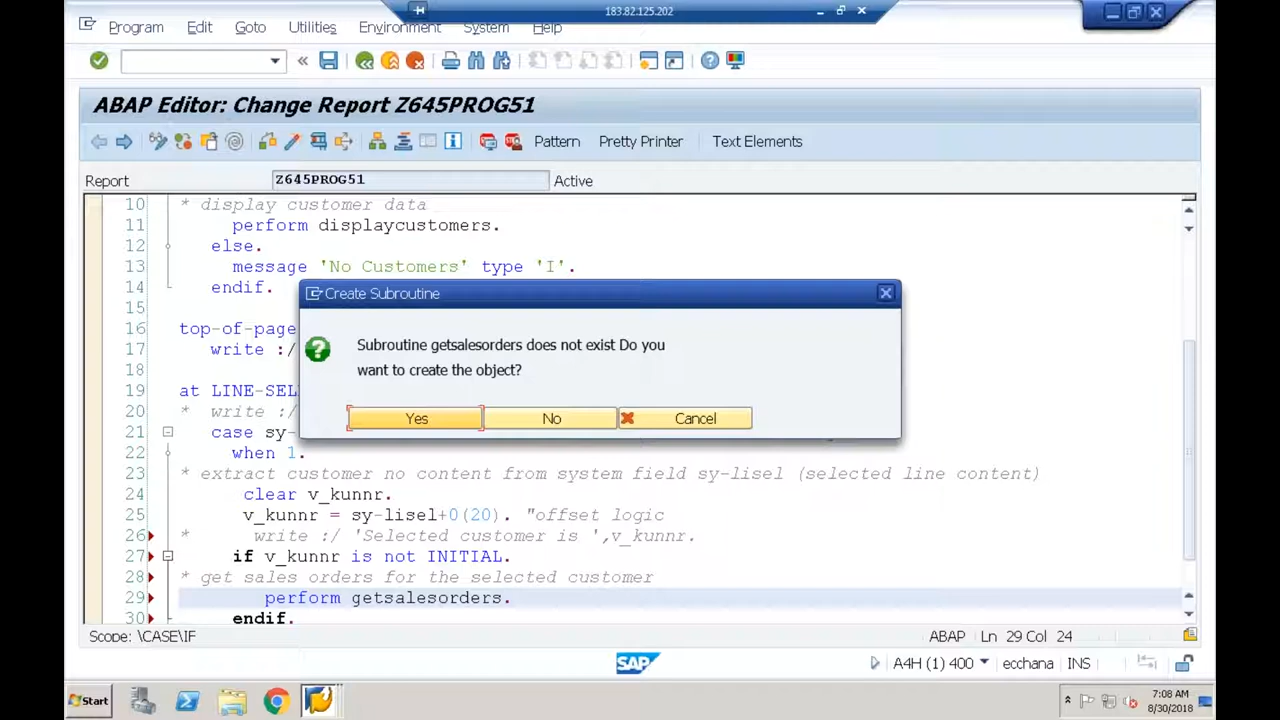 183.82.125.202
Program Edit Goto Utilities Environment System Help
ABAP Editor: Change Report Z645PROG51
Pattern Pretty Printer Text Elements
Report Z645PROG51 Active
10 * display customer data
11 perform displaycustomers.
12 else.
13 message 'No Customers' type 'I'.
14 endif.
Create Subroutine
15
16 top-of-page
Subroutine getsalesorders does not exist Do you
17 write :/
want to create the object?
18
19 at LINE-SEL
20 * write :/
Yes No Cancel
21 case sy-
22 when 1.
23 * extract customer no content from system field sy-lisel (selected line content)
24 clear v_kunnr.
25 v_kunnr = sy-lisel+0(20). "offset logic
26 * write :/ 'Selected customer is ',v_kunnr.
27 if v_kunnr is not INITIAL.
28 * get sales orders for the selected customer
29 perform getsalesorders.
30 endif.
Scope: \CASE\IF ABAP Ln 29 Col 24
SAP A4H (1) 400 ecchana INS
Start 7:08 AM
8/30/2018